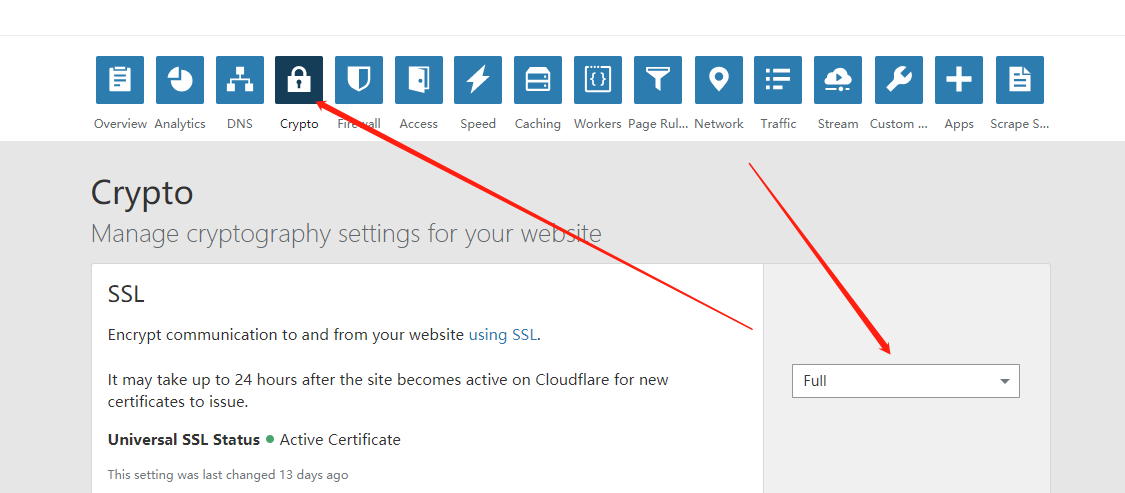 Overview Analytics DNS Crypto Firewall Access Speed Caching Workers Page Rul... Network Traffic Stream Custom ... Apps Scrape S...
Crypto
Manage cryptography settings for your website
SSL
Encrypt communication to and from your website using SSL.
It may take up to 24 hours after the site becomes active on Cloudflare for new
certificates to issue.
Full
Universal SSL Status Active Certificate
This setting was last changed 13 days ago